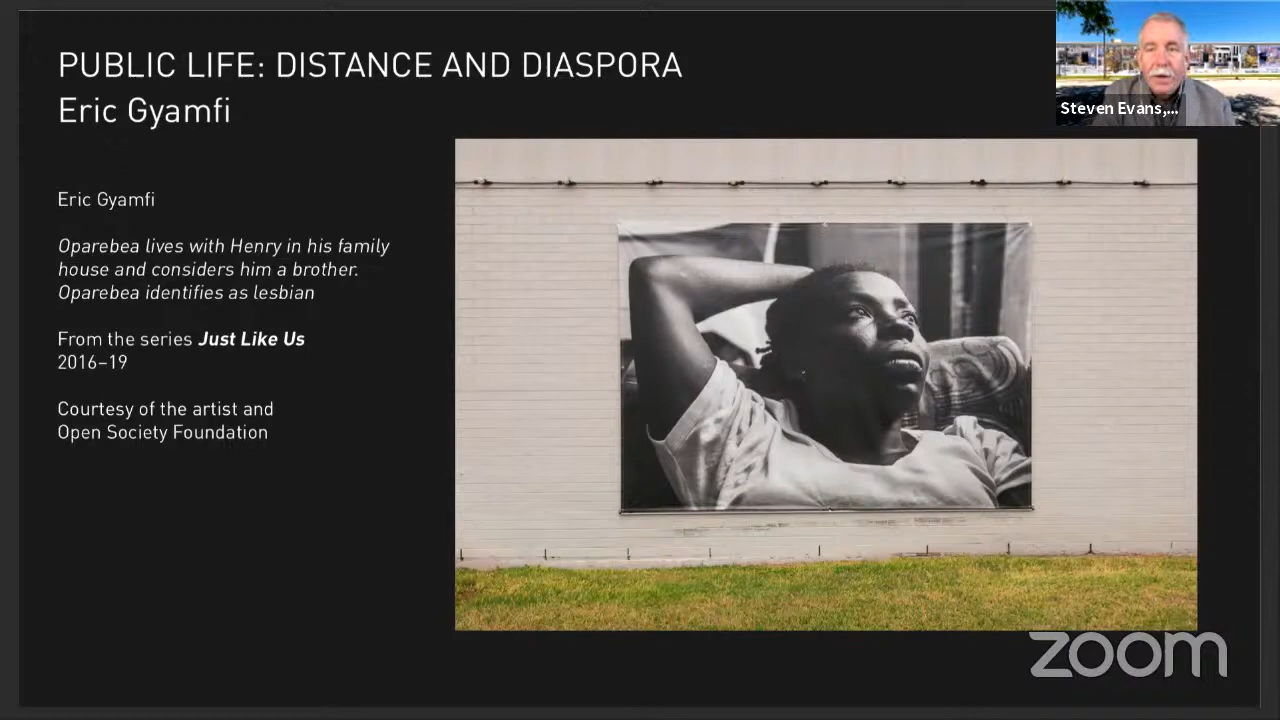 PUBLIC LIFE: DISTANCE AND DIASPORA
Eric Gyamfi
Steven Evans,...
Eric Gyamfi
Oparebea lives with Henry in his family
house and considers him a brother.
Oparebea identifies as lesbian
From the series Just Like Us
2016–19
Courtesy of the artist and
Open Society Foundation
zoom